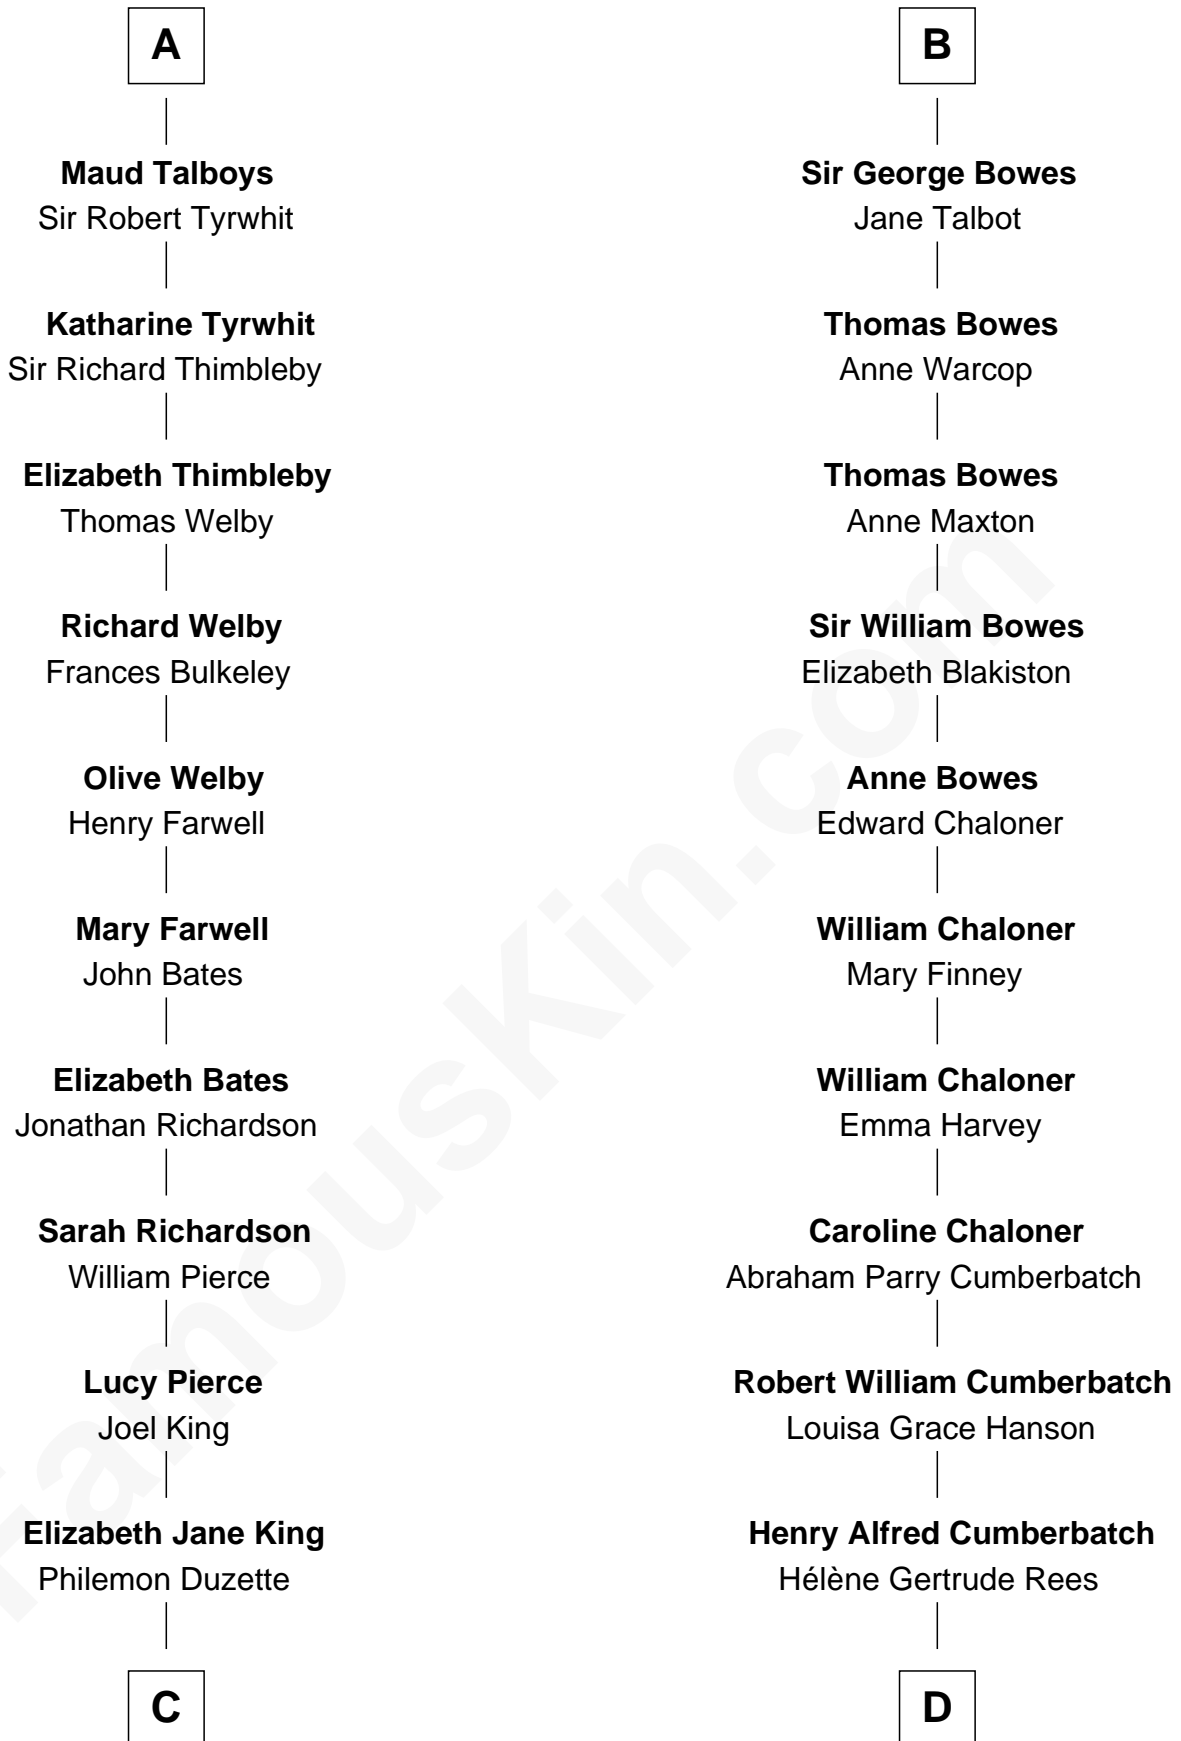 A
Maud Talboys
Sir Robert Tyrwhit
Katharine Tyrwhit
Sir Richard Thimbleby
Elizabeth Thimbleby
Thomas Welby
Richard Welby
Frances Bulkeley
Olive Welby
Henry Farwell
Mary Farwell
John Bates
Elizabeth Bates
Jonathan Richardson
Sarah Richardson
William Pierce
Lucy Pierce
Joel King
Elizabeth Jane King
Philemon Duzette
C
B
Sir George Bowes
Jane Talbot
Thomas Bowes
Anne Warcop
Thomas Bowes
Anne Maxton
Sir William Bowes
Elizabeth Blakiston
Anne Bowes
Edward Chaloner
William Chaloner
Mary Finney
William Chaloner
Emma Harvey
Caroline Chaloner
Abraham Parry Cumberbatch
Robert William Cumberbatch
Louisa Grace Hanson
Henry Alfred Cumberbatch
Hélène Gertrude Rees
D
FamousKin.com